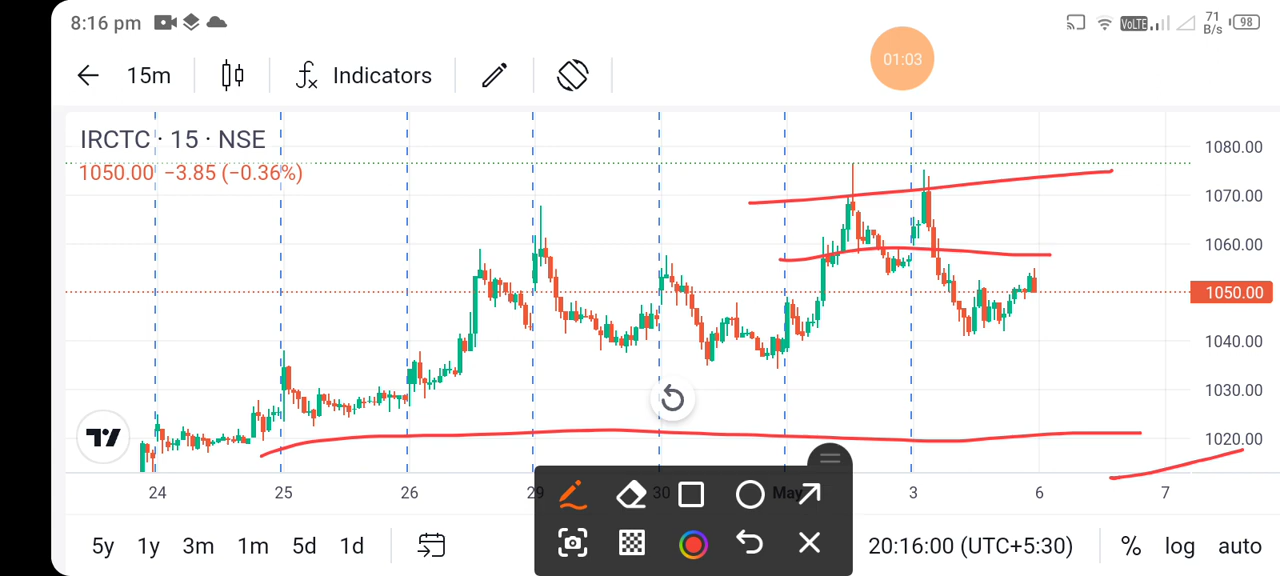 8:16 pm VoLTE 71 B/s 98
15m Indicators 01:03
IRCTC · 15 · NSE
1050.00 −3.85 (−0.36%)
1080.00
1070.00
1060.00
1050.00
1040.00
1030.00
1020.00
24 25 26 29 30 May 3 6 7
5y 1y 3m 1m 5d 1d 20:16:00 (UTC+5:30) % log auto